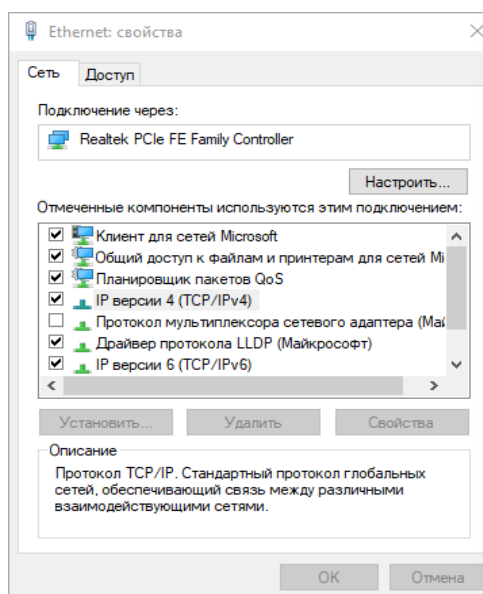 Ethernet: свойства
Сеть Доступ
Подключение через:
Realtek PCIe FE Family Controller
Настроить...
Отмеченные компоненты используются этим подключением:
Клиент для сетей Microsoft
Общий доступ к файлам и принтерам для сетей Mi
Планировщик пакетов QoS
IP версии 4 (TCP/IPv4)
Протокол мультиплексора сетевого адаптера (Май
Драйвер протокола LLDP (Майкрософт)
IP версии 6 (TCP/IPv6)
Установить... Удалить Свойства
Описание
Протокол TCP/IP. Стандартный протокол глобальных
сетей, обеспечивающий связь между различными
взаимодействующими сетями.
OK Отмена